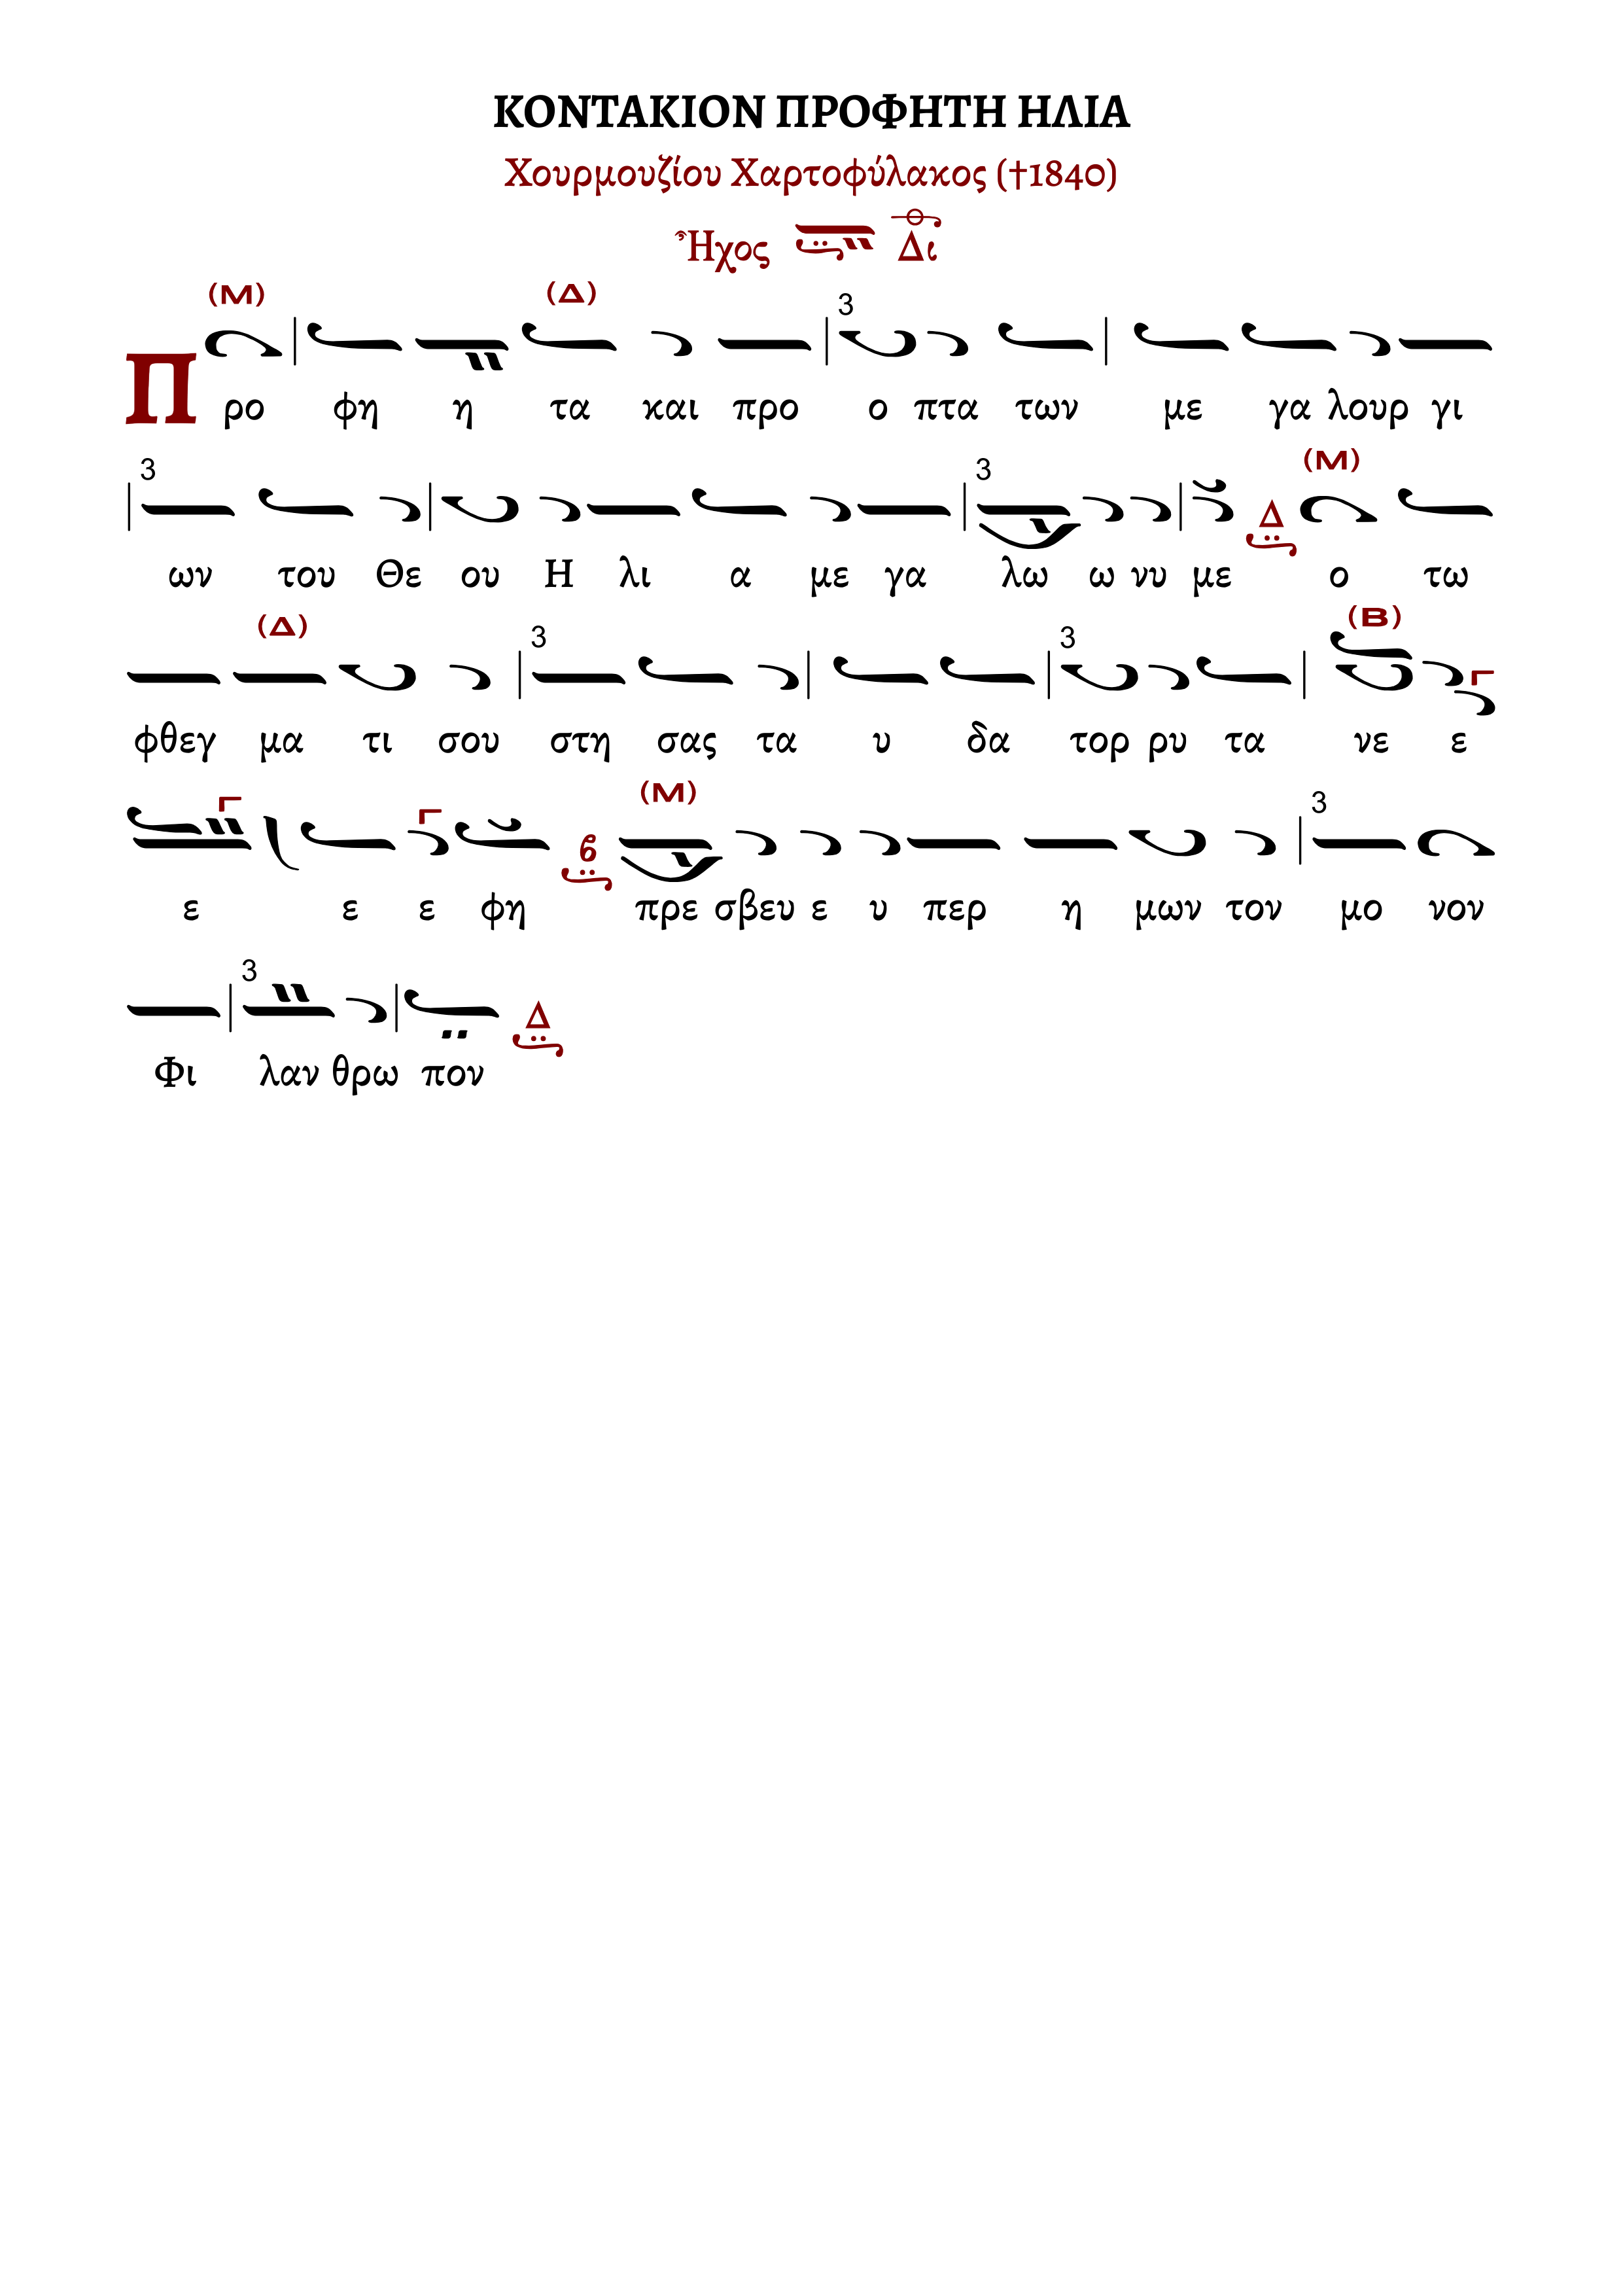 ΚΟΝΤΑΚΙΟΝ ΠΡΟΦΗΤΗ ΗΛΙΑ
Χουρμουζίου Χαρτοφύλακος (†1840)
Ἦχος Δι
(Μ) (Δ) 3
Π ρο φη η τα και προ ο πτα των με γα λουρ γι
3 3 (Μ)
ων του Θε ου Η λι α με γα λω ω νυ με Δ ο τω
(Δ) 3 3 (Β)
φθεγ μα τι σου στη σας τα υ δα τορ ρυ τα νε ε
(Μ) 3
ε ε ε φη β πρε σβευ ε υ περ η μων τον μο νον
3
Φι λαν θρω πον Δ